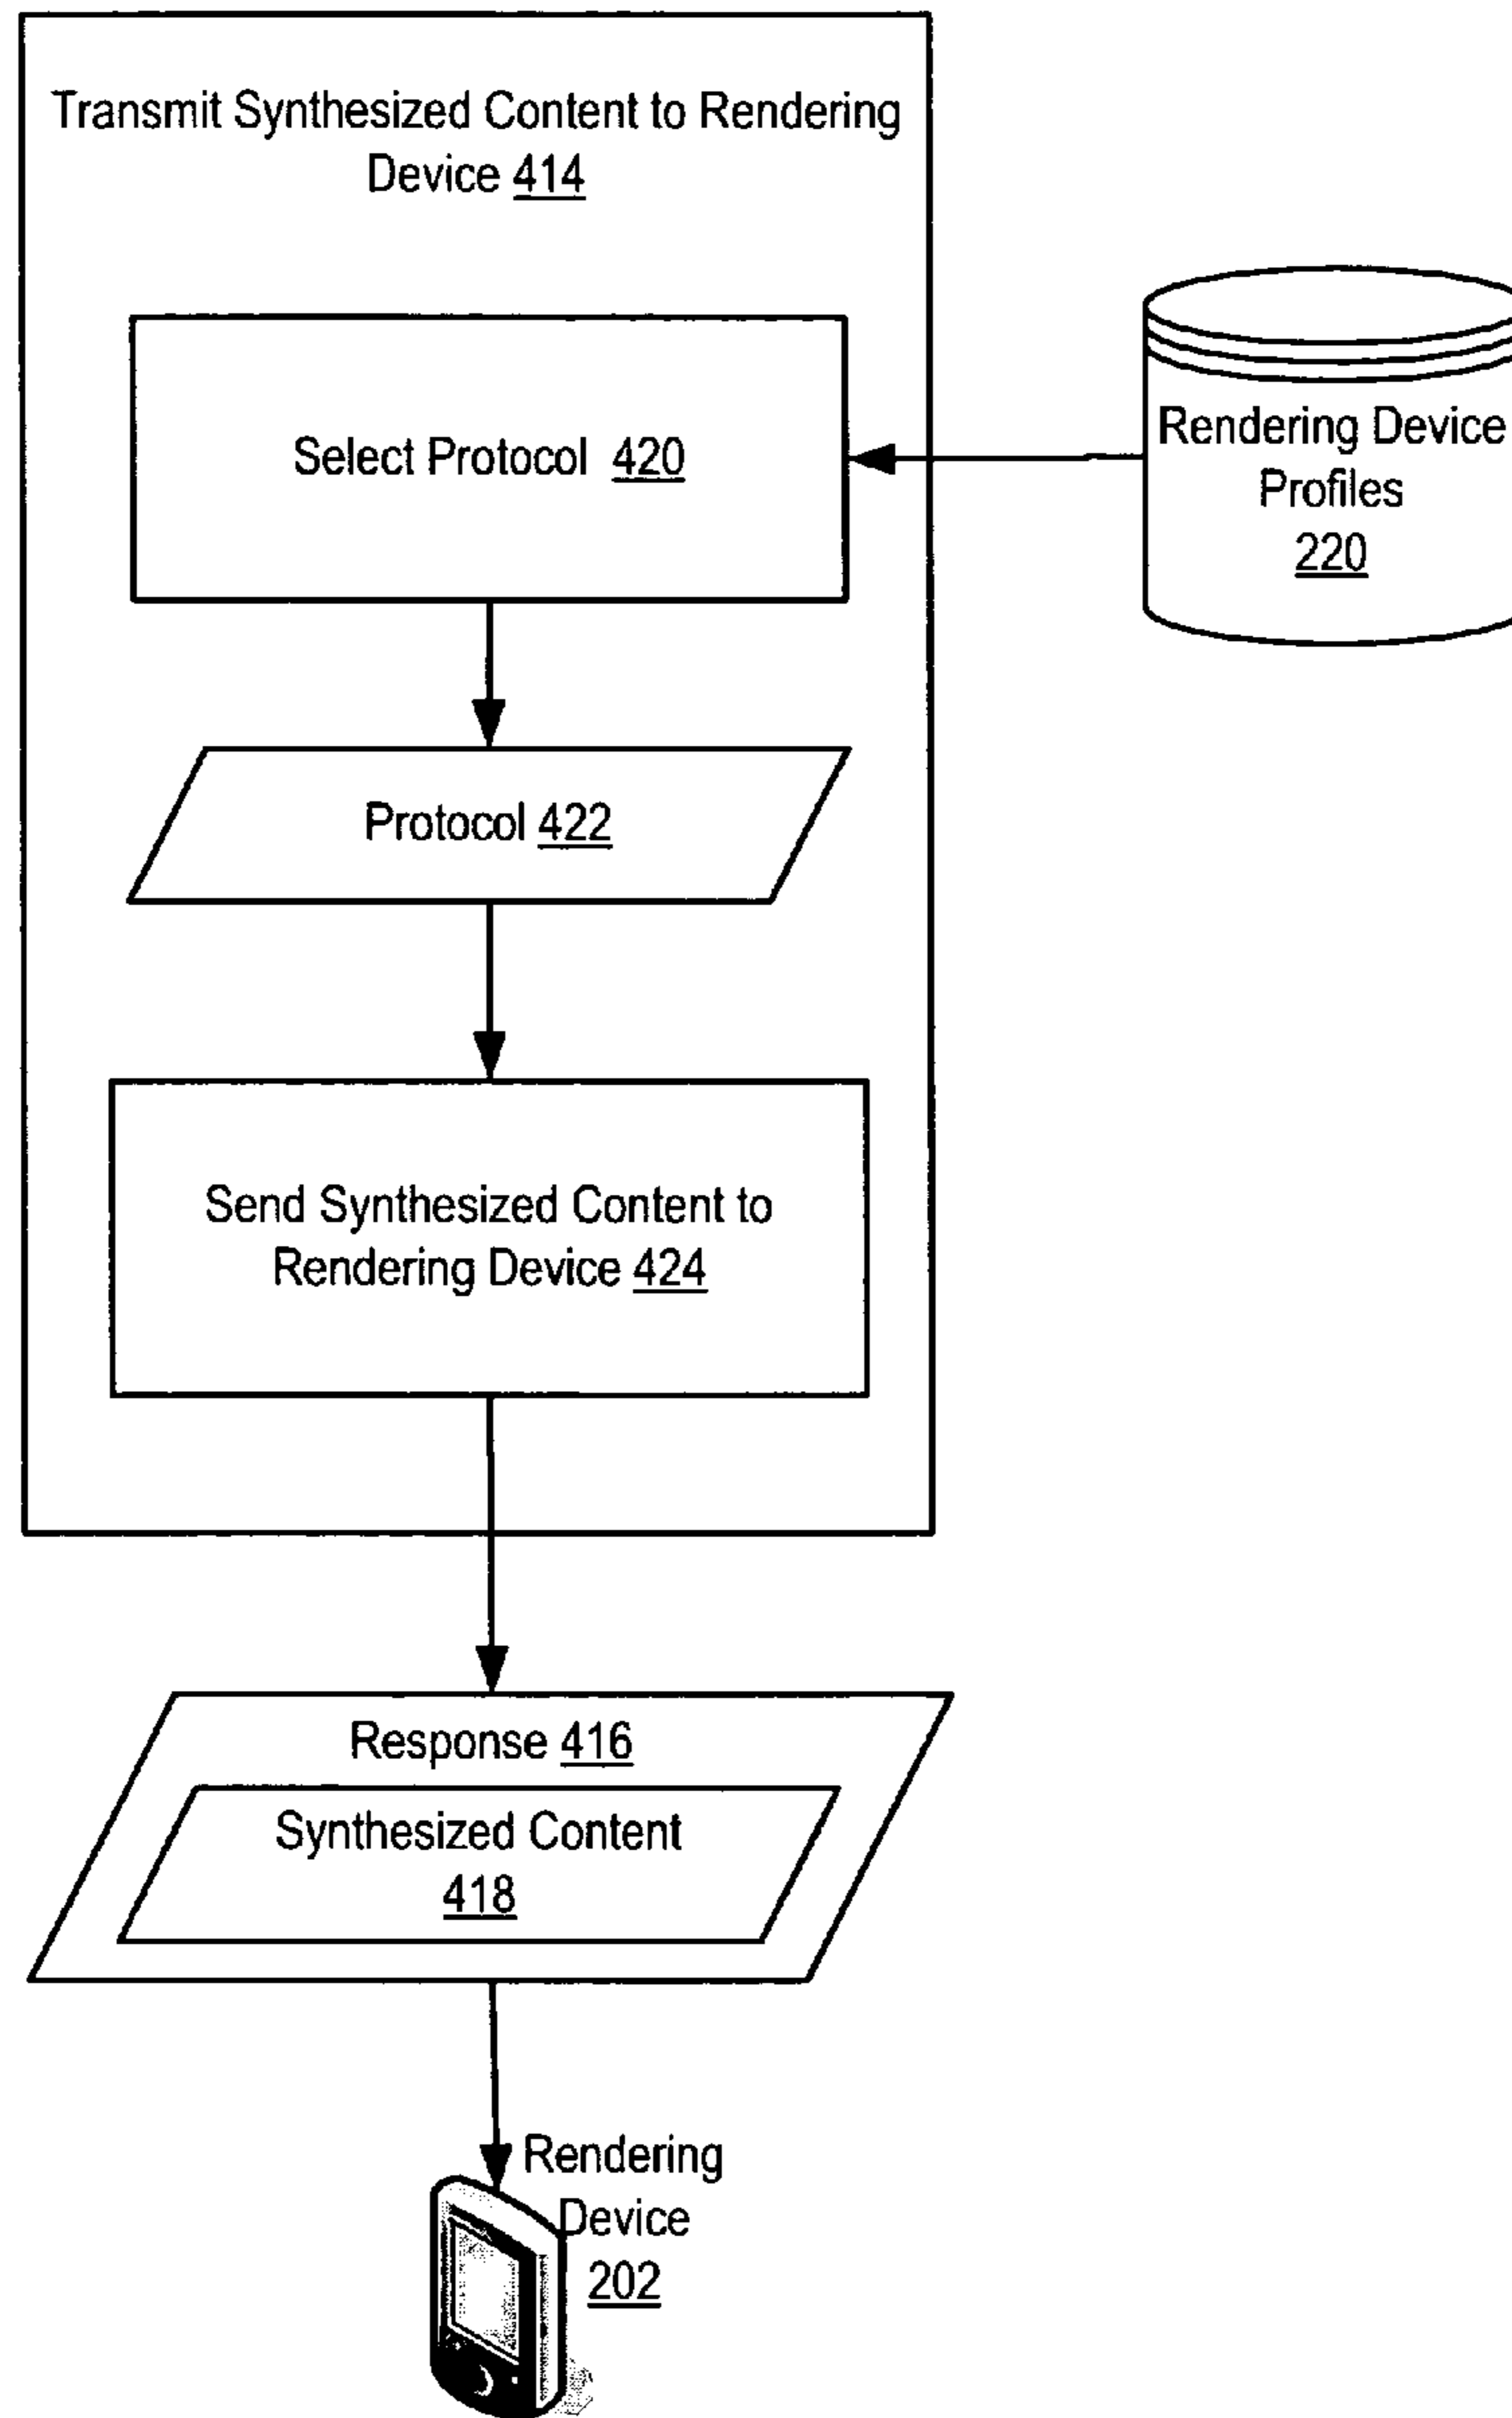 Transmit Synthesized Content to Rendering
Device 414
Select Protocol 420
Rendering Device
Profiles
220
Protocol 422
Send Synthesized Content to
Rendering Device 424
Response 416
Synthesized Content
418
Rendering
Device
202